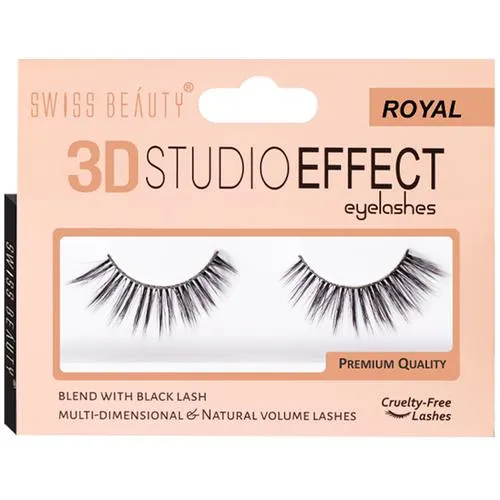 SWISS BEAUTY®
ROYAL
3D STUDIO EFFECT
eyelashes
SWISS BEAUTY
PREMIUM QUALITY
BLEND WITH BLACK LASH
MULTI-DIMENSIONAL & NATURAL VOLUME LASHES
Cruelty-Free
Lashes